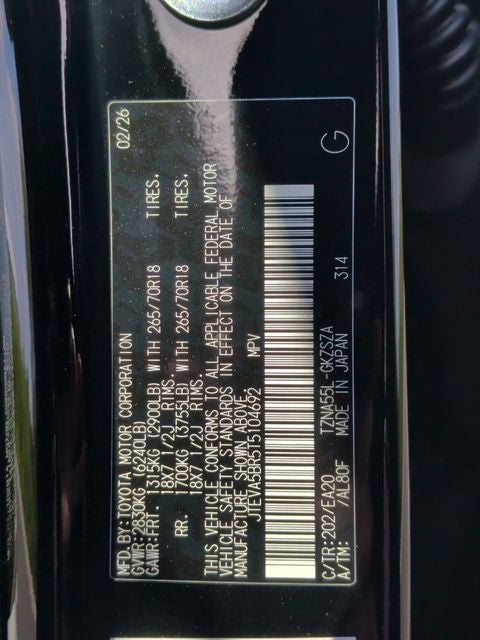 MFD.BY:TOYOTA MOTOR CORPORATION 02/26
GVWR:2830KG (6240LB)
GAWR:FRT. 1315KG (2900LB) WITH 265/70R18 TIRES.
18X7 1/2J RIMS
RR. 1700KG (3755LB) WITH 265/70R18 TIRES.
18X7 1/2J RIMS
THIS VEHICLE CONFORMS TO ALL APPLICABLE FEDERAL MOTOR
VEHICLE SAFETY STANDARDS IN EFFECT ON THE DATE OF
MANUFACTURE SHOWN ABOVE.
JTEVA5BR5T5104692 MPV
C/TR:202/EA20 TZNA55L-GKZSZA
A/TM: /AL80F MADE IN JAPAN 314 G